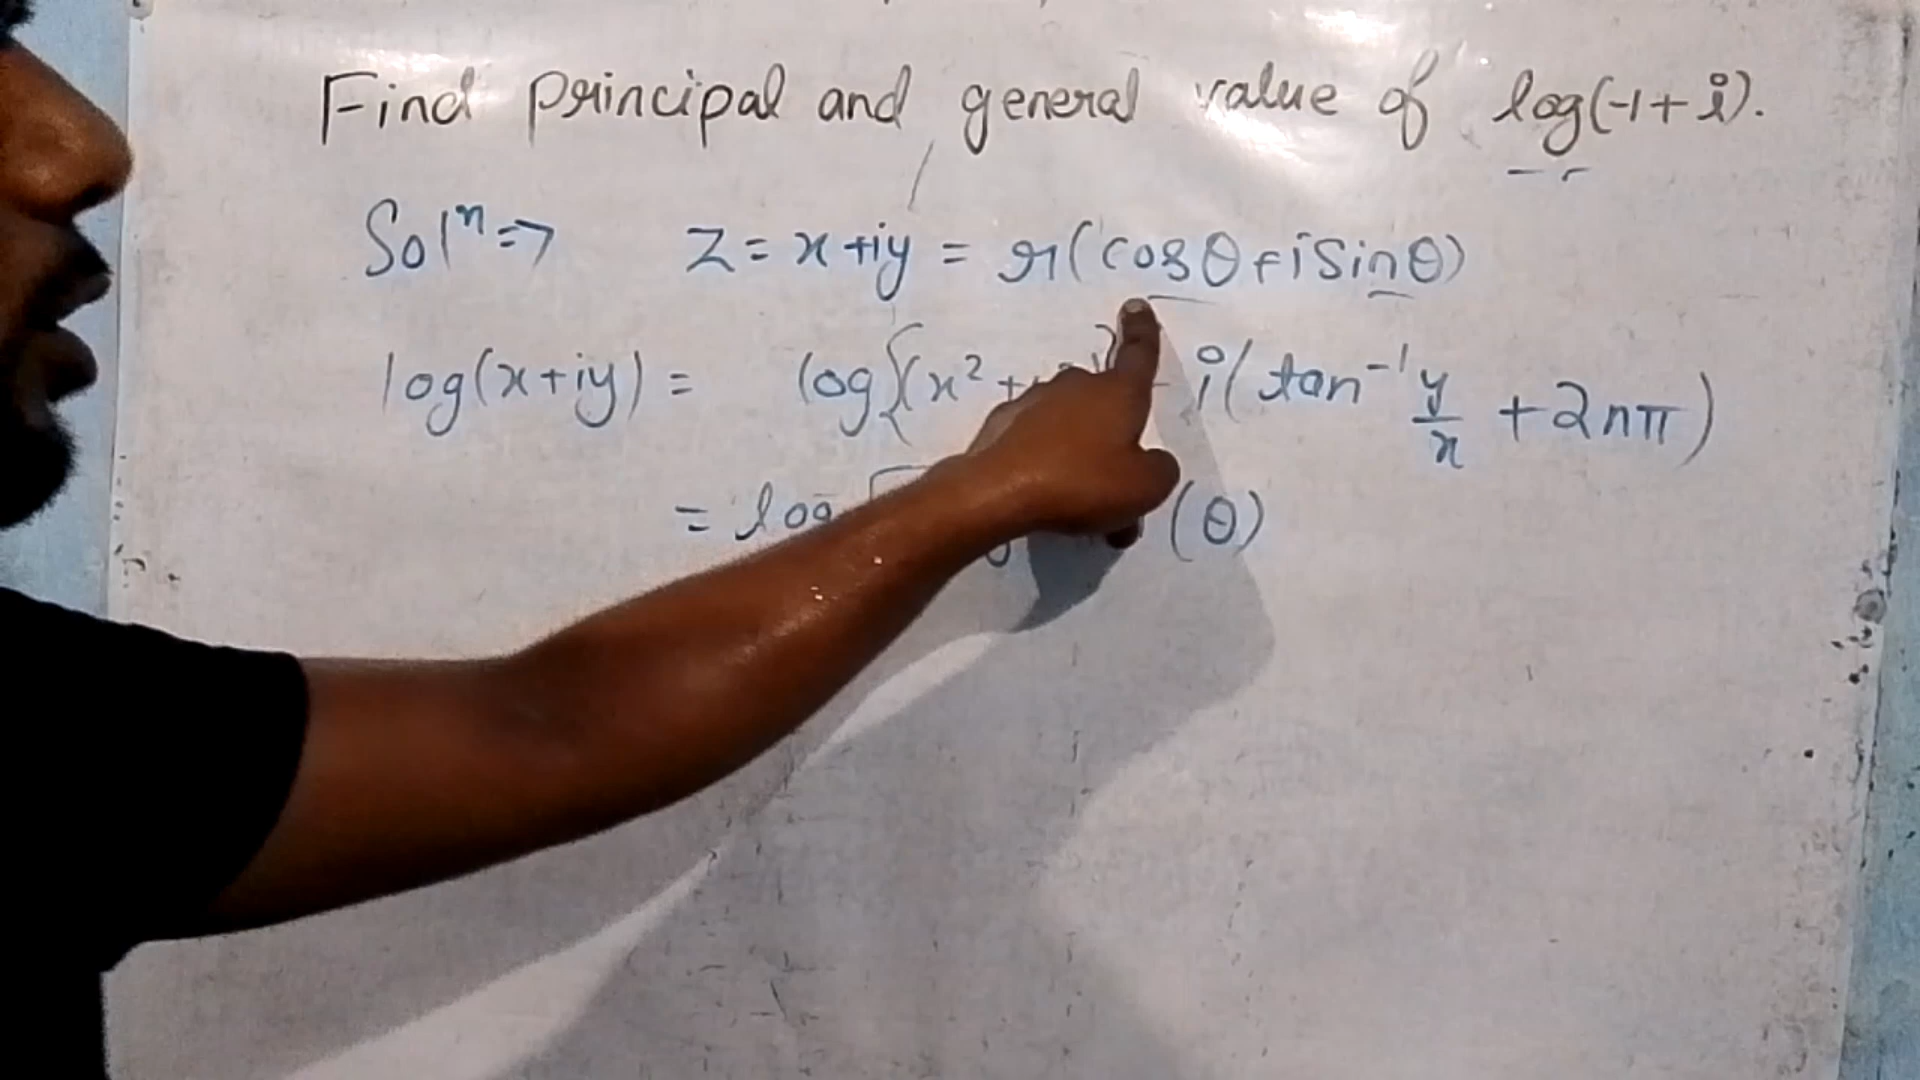 Find principal and general value of log(-1+i).
Solⁿ => z = x+iy = r(cosθ+isinθ)
log(x+iy) = log{(x²+ i(tan⁻¹ y/x + 2nπ)
= log (θ)